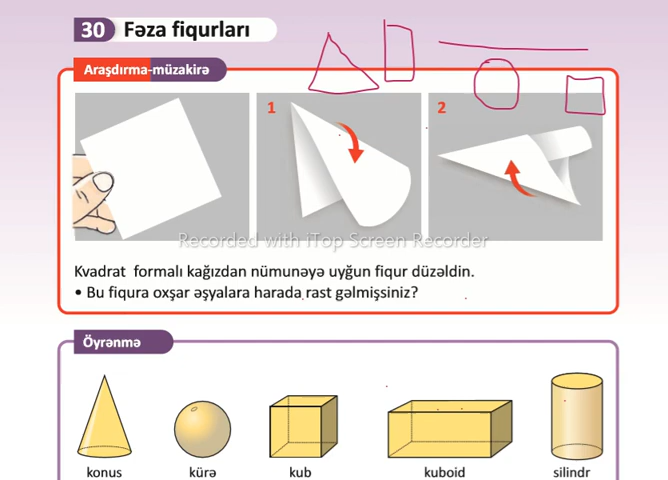 30 Fəza fiqurları
Araşdırma-müzakirə
1
2
Recorded with iTop Screen Recorder
Kvadrat formalı kağızdan nümunəyə uyğun fiqur düzəldin.
• Bu fiqura oxşar əşyalara harada rast gəlmişsiniz?
Öyrənmə
konus kürə kub kuboid silindr